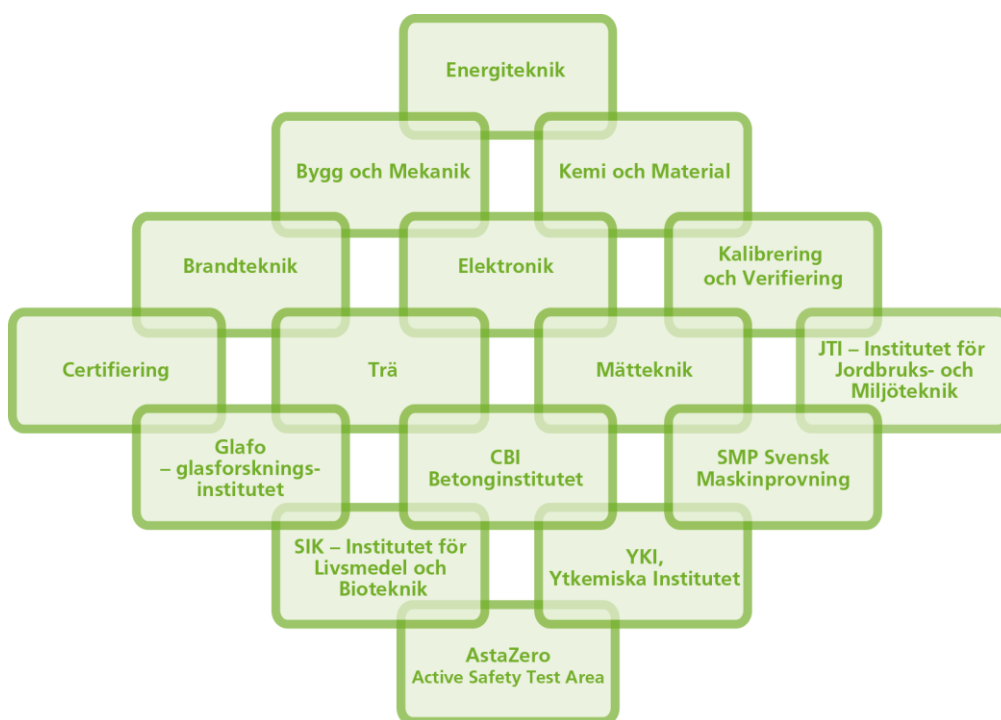 Energiteknik
Bygg och Mekanik
Kemi och Material
Brandteknik
Elektronik
Kalibrering
och Verifiering
Certifiering
Trä
Mätteknik
JTI – Institutet för
Jordbruks- och
Miljöteknik
Glafo
– glasforsknings-
institutet
CBI
Betonginstitutet
SMP Svensk
Maskinprovning
SIK – Institutet för
Livsmedel och
Bioteknik
YKI,
Ytkemiska Institutet
AstaZero
Active Safety Test Area